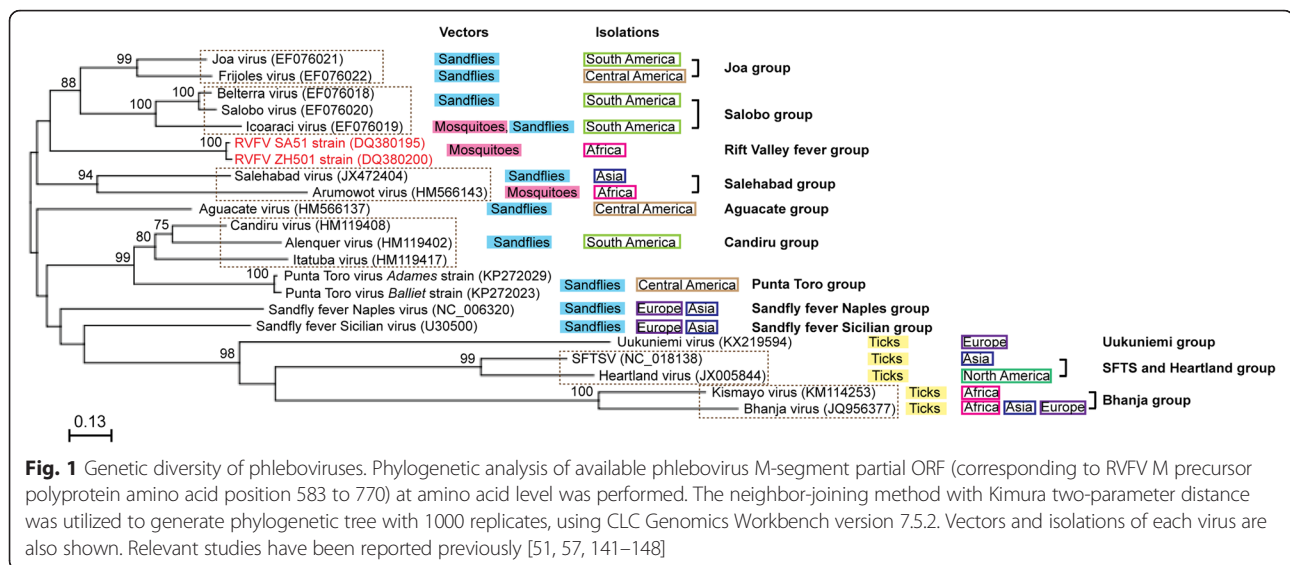 Vectors Isolations
99 Joa virus (EF076021) Sandflies South America
Frijoles virus (EF076022) Sandflies Central America Joa group
88
100 Belterra virus (EF076018) Sandflies South America
Salobo virus (EF076020) Salobo group
100 Icoaraci virus (EF076019) Mosquitoes, Sandflies South America
100 RVFV SA51 strain (DQ380195) Mosquitoes Africa Rift Valley fever group
RVFV ZH501 strain (DQ380200)
94 Salehabad virus (JX472404) Sandflies Asia Salehabad group
Arumowot virus (HM566143) Mosquitoes Africa
Aguacate virus (HM566137) Sandflies Central America Aguacate group
75 Candiru virus (HM119408)
80 Alenquer virus (HM119402) Sandflies South America Candiru group
99 Itatuba virus (HM119417)
100 Punta Toro virus Adames strain (KP272029) Sandflies Central America Punta Toro group
Punta Toro virus Balliet strain (KP272023)
Sandfly fever Naples virus (NC_006320) Sandflies Europe Asia Sandfly fever Naples group
Sandfly fever Sicilian virus (U30500) Sandflies Europe Asia Sandfly fever Sicilian group
98 Uukuniemi virus (KX219594) Ticks Europe Uukuniemi group
99 SFTSV (NC_018138) Ticks Asia SFTS and Heartland group
Heartland virus (JX005844) Ticks North America
100 Kismayo virus (KM114253) Ticks Africa Bhanja group
Bhanja virus (JQ956377) Ticks Africa Asia Europe
0.13
Fig. 1 Genetic diversity of phleboviruses. Phylogenetic analysis of available phlebovirus M-segment partial ORF (corresponding to RVFV M precursor
polyprotein amino acid position 583 to 770) at amino acid level was performed. The neighbor-joining method with Kimura two-parameter distance
was utilized to generate phylogenetic tree with 1000 replicates, using CLC Genomics Workbench version 7.5.2. Vectors and isolations of each virus are
also shown. Relevant studies have been reported previously [51, 57, 141–148]